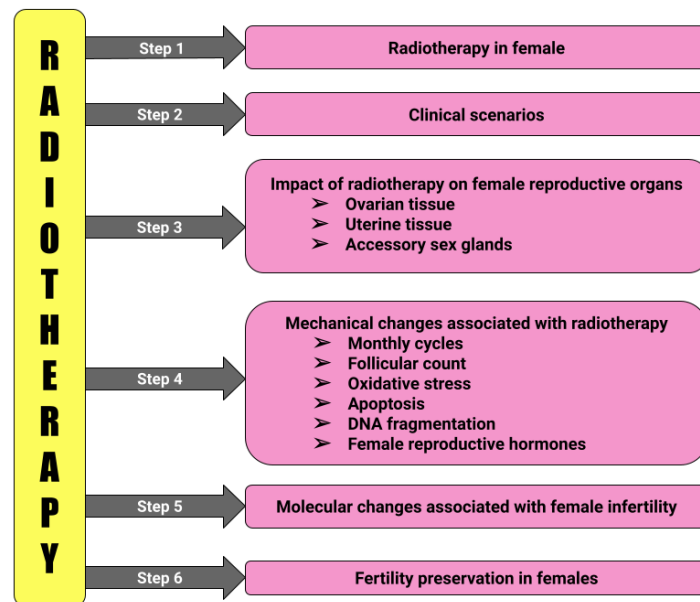 RADIOTHERAPY
Step 1
Radiotherapy in female
Step 2
Clinical scenarios
Step 3
Impact of radiotherapy on female reproductive organs
➢ Ovarian tissue
➢ Uterine tissue
➢ Accessory sex glands
Step 4
Mechanical changes associated with radiotherapy
➢ Monthly cycles
➢ Follicular count
➢ Oxidative stress
➢ Apoptosis
➢ DNA fragmentation
➢ Female reproductive hormones
Step 5
Molecular changes associated with female infertility
Step 6
Fertility preservation in females